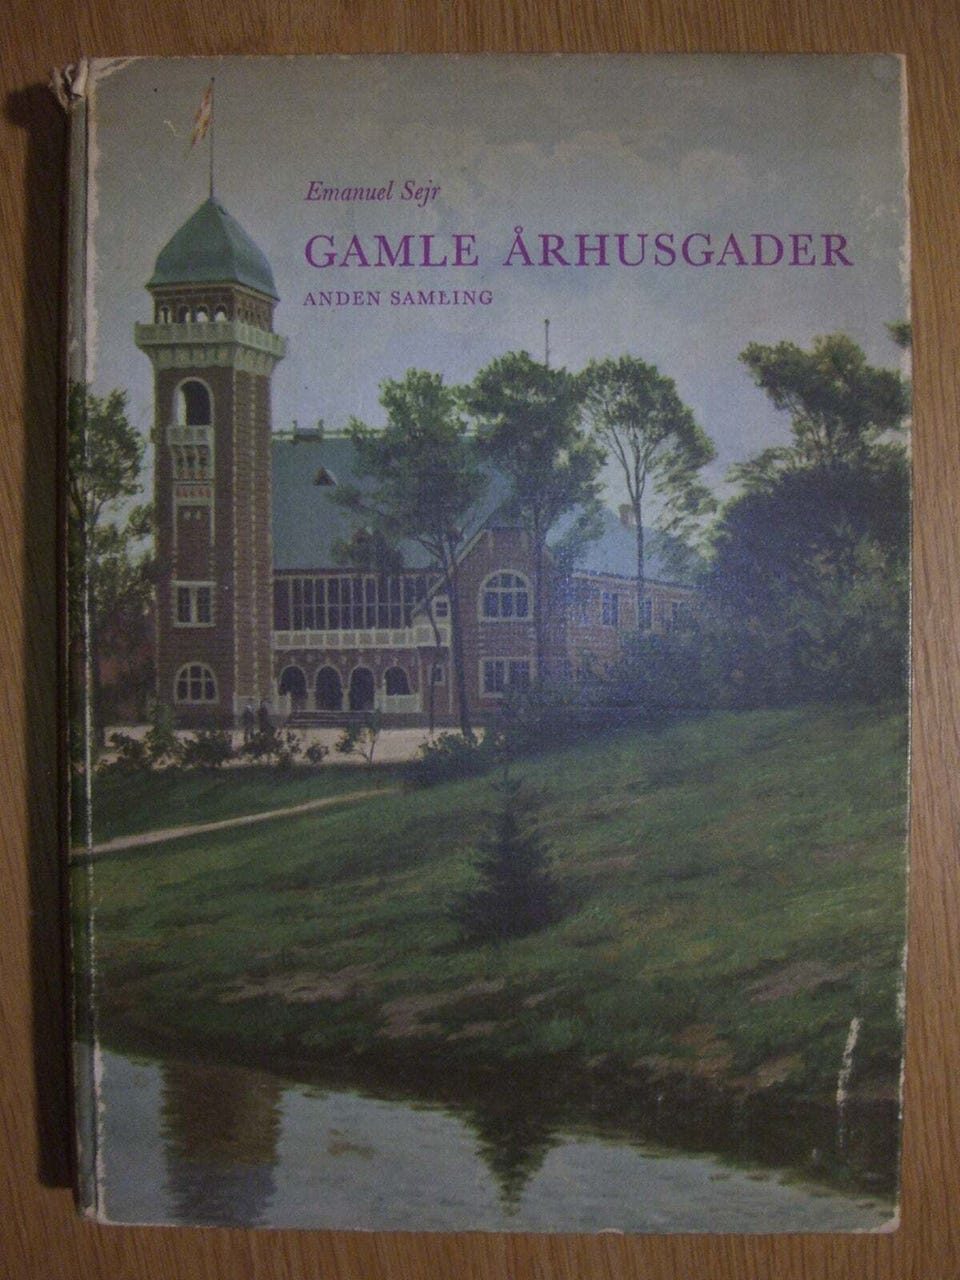 Emanuel Sejr
GAMLE ÅRHUSGADER
ANDEN SAMLING